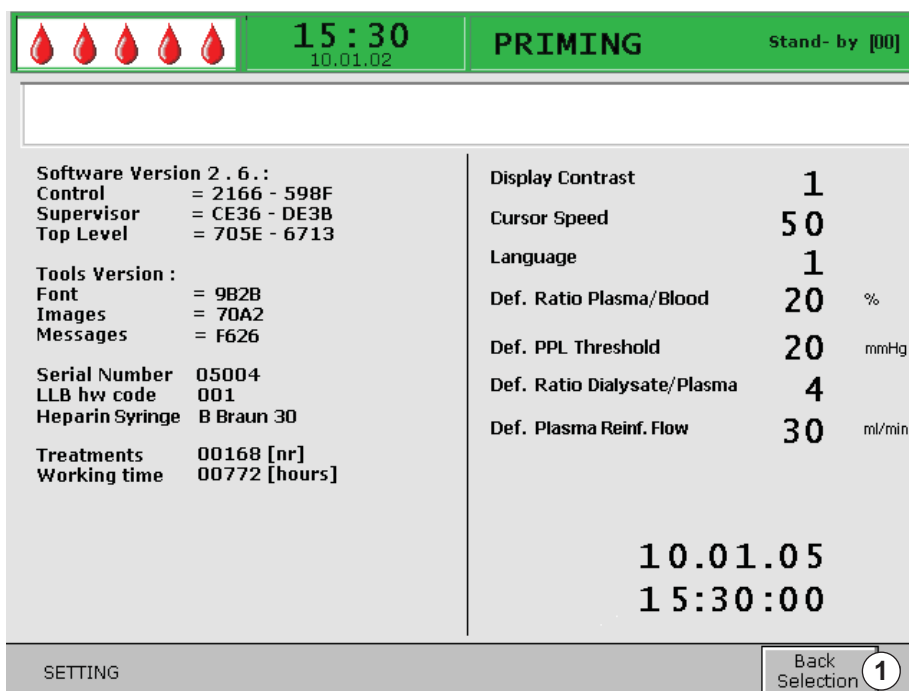 15:30
10.01.02
PRIMING
Stand- by [00]
Software Version 2 . 6 . :
Control = 2166 - 598F
Supervisor = CE36 - DE3B
Top Level = 705E - 6713
Tools Version :
Font = 9B2B
Images = 70A2
Messages = F626
Serial Number 05004
LLB hw code 001
Heparin Syringe B Braun 30
Treatments 00168 [nr]
Working time 00772 [hours]
Display Contrast 1
Cursor Speed 50
Language 1
Def. Ratio Plasma/Blood 20 %
Def. PPL Threshold 20 mmHg
Def. Ratio Dialysate/Plasma 4
Def. Plasma Reinf. Flow 30 ml/min
10.01.05
15:30:00
SETTING
Back
Selection
1